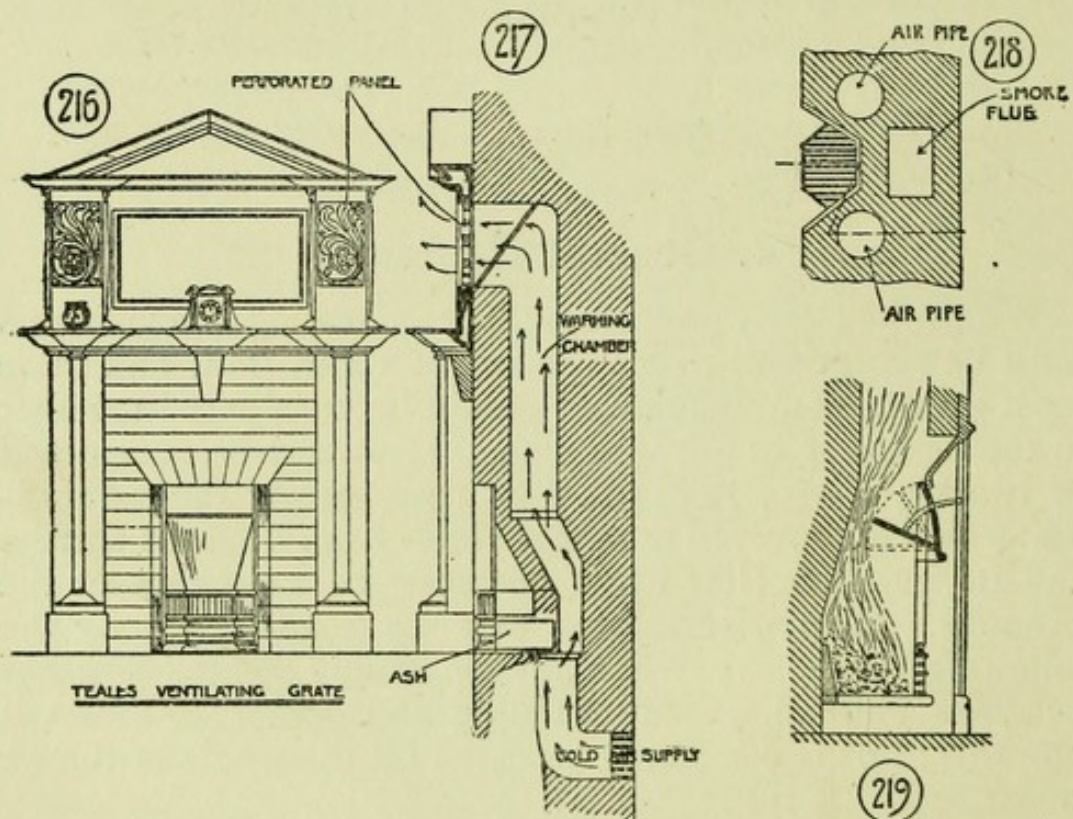 216
217
218
PERFORATED PANEL
AIR PIPE
SMOKE
FLUE
AIR PIPE
WARMING
CHAMBER
ASH
TEALES VENTILATING GRATE
COLD AIR SUPPLY
219